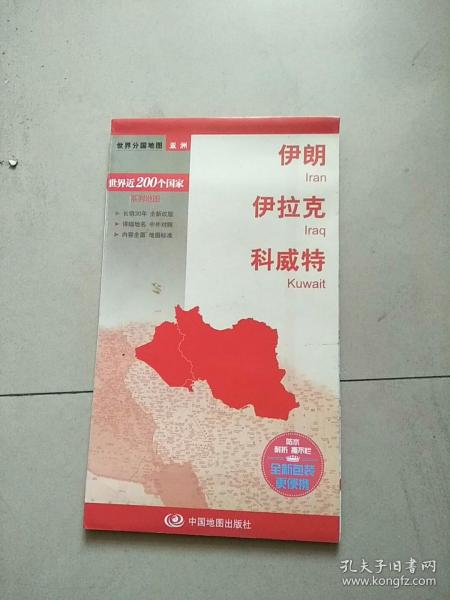 世界分国地图 亚洲
世界近200个国家
系列地图
▶ 长销30年 全新改版
▶ 详细地名 中外对照
▶ 内容全面 地图标准
伊朗
Iran
伊拉克
Iraq
科威特
Kuwait
防水
耐折 撕不烂
全新包装
更便携
中国地图出版社
孔夫子旧书网
www.kongfz.com